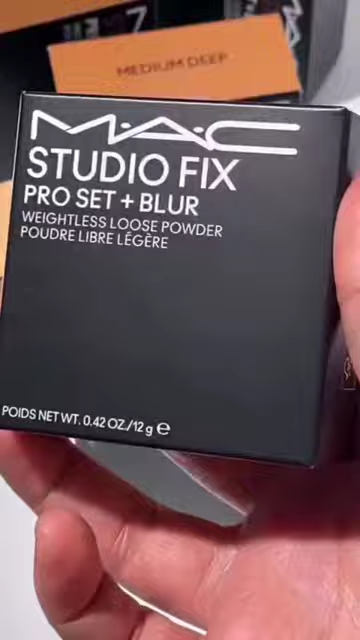 MEDIUM DEEP
M·A·C
STUDIO FIX
PRO SET + BLUR
WEIGHTLESS LOOSE POWDER
POUDRE LIBRE LÉGÈRE
POIDS NET WT. 0.42 OZ./12 g ℮